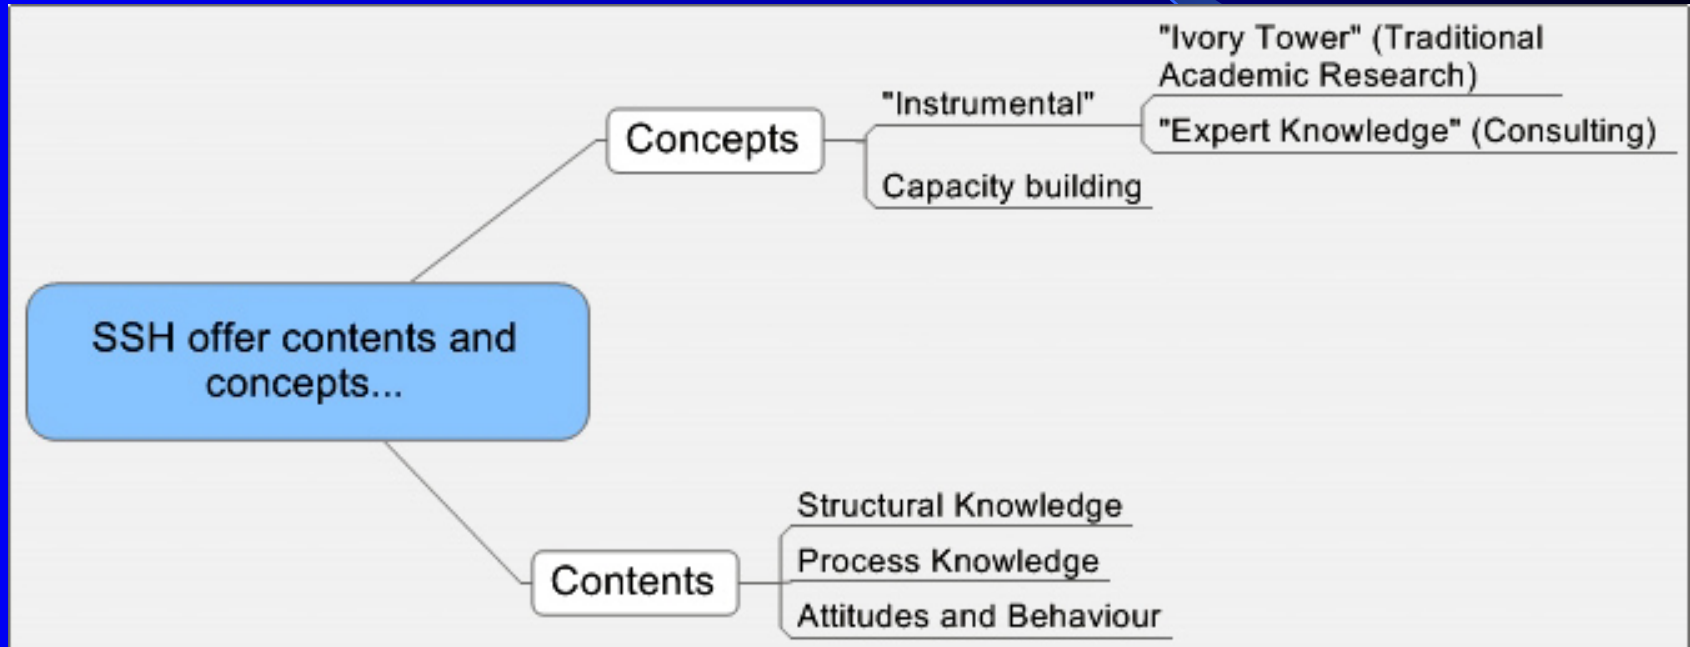 "Ivory Tower" (Traditional
Academic Research)
"Instrumental"
"Expert Knowledge" (Consulting)
Concepts
Capacity building
SSH offer contents and
concepts...
Structural Knowledge
Process Knowledge
Contents
Attitudes and Behaviour